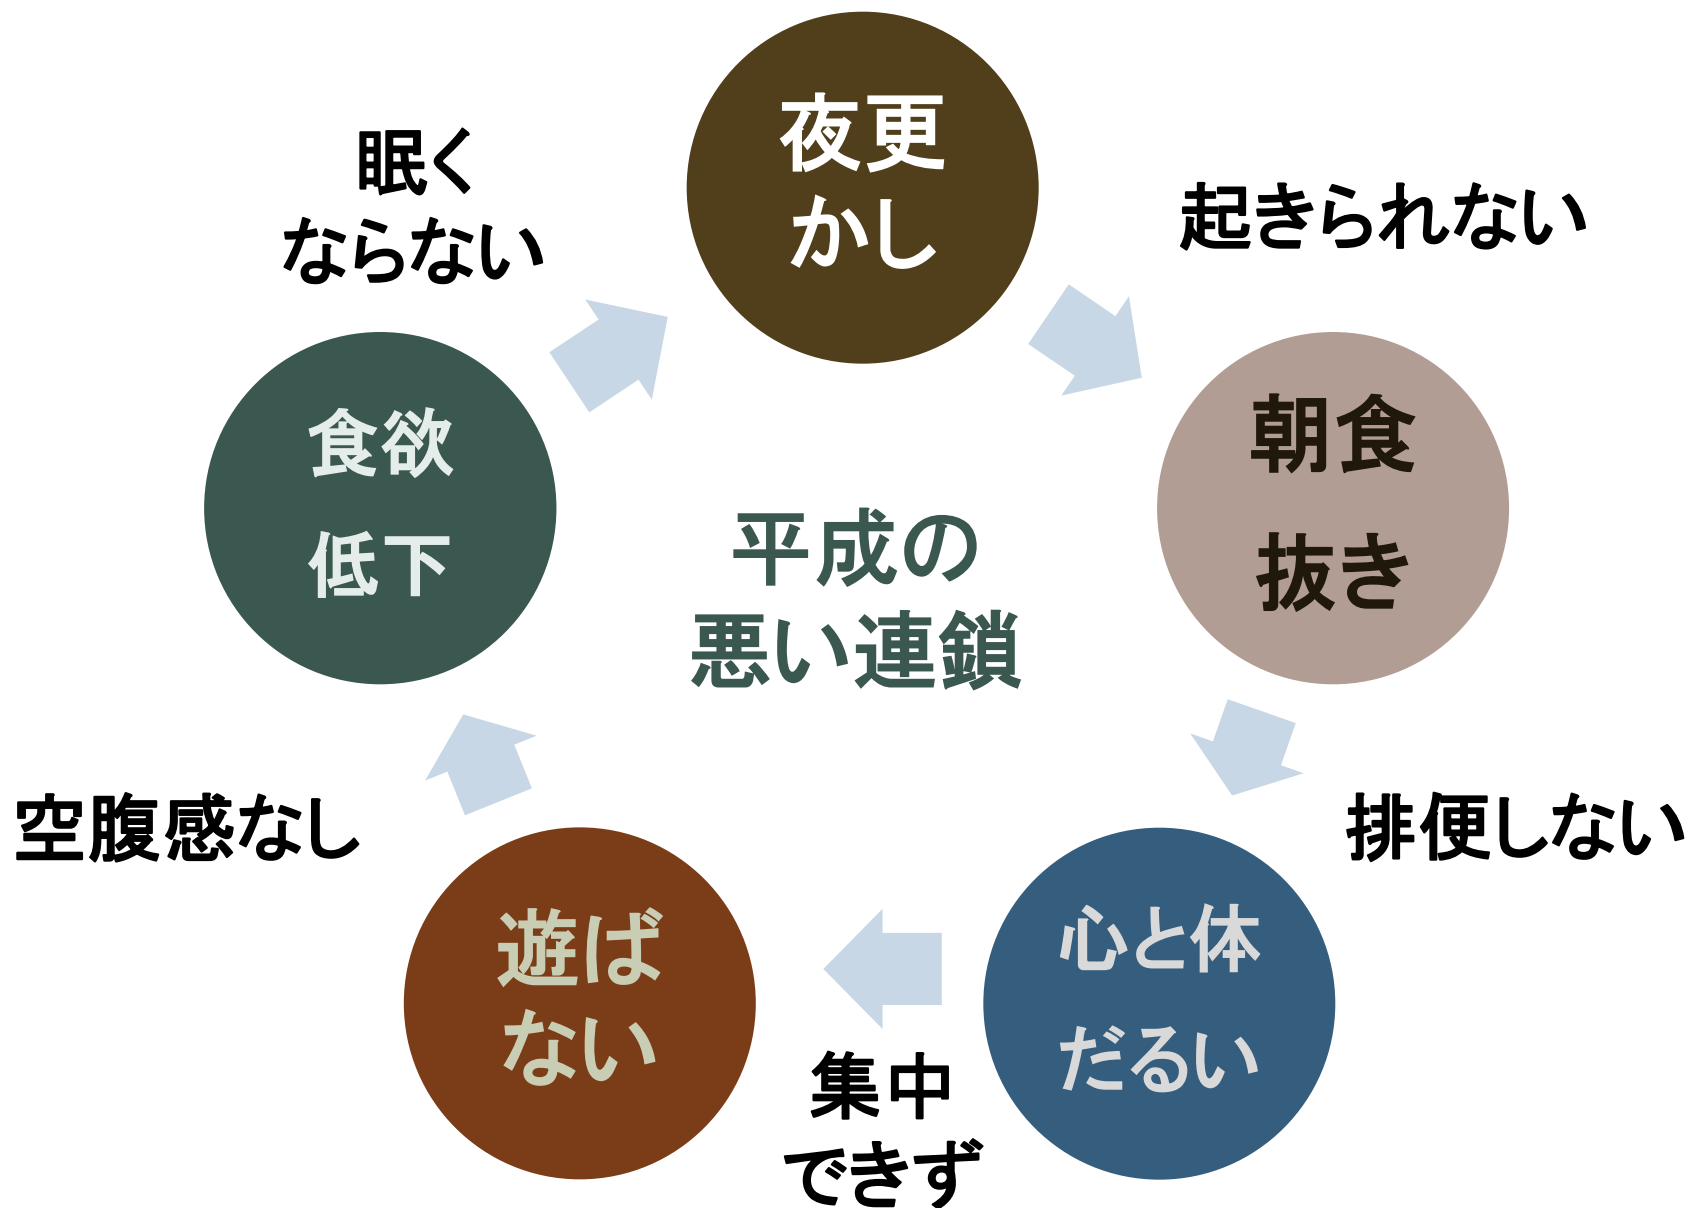 夜更
かし
起きられない
朝食
抜き
排便しない
心と体
だるい
集中
できず
遊ば
ない
空腹感なし
食欲
低下
眠く
ならない
平成の
悪い連鎖